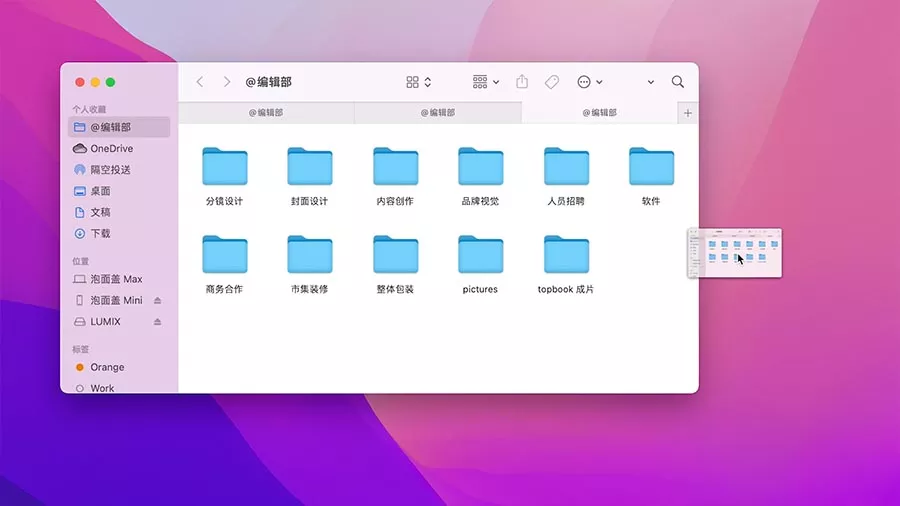 @编辑部
@编辑部
@编辑部
@编辑部
个人收藏
@编辑部
OneDrive
隔空投送
桌面
文稿
下载
位置
泡面盖 Max
泡面盖 Mini
LUMIX
标签
Orange
Work
分镜设计
封面设计
内容创作
品牌视觉
人员招聘
软件
商务合作
市集装修
整体包装
pictures
topbook 成片